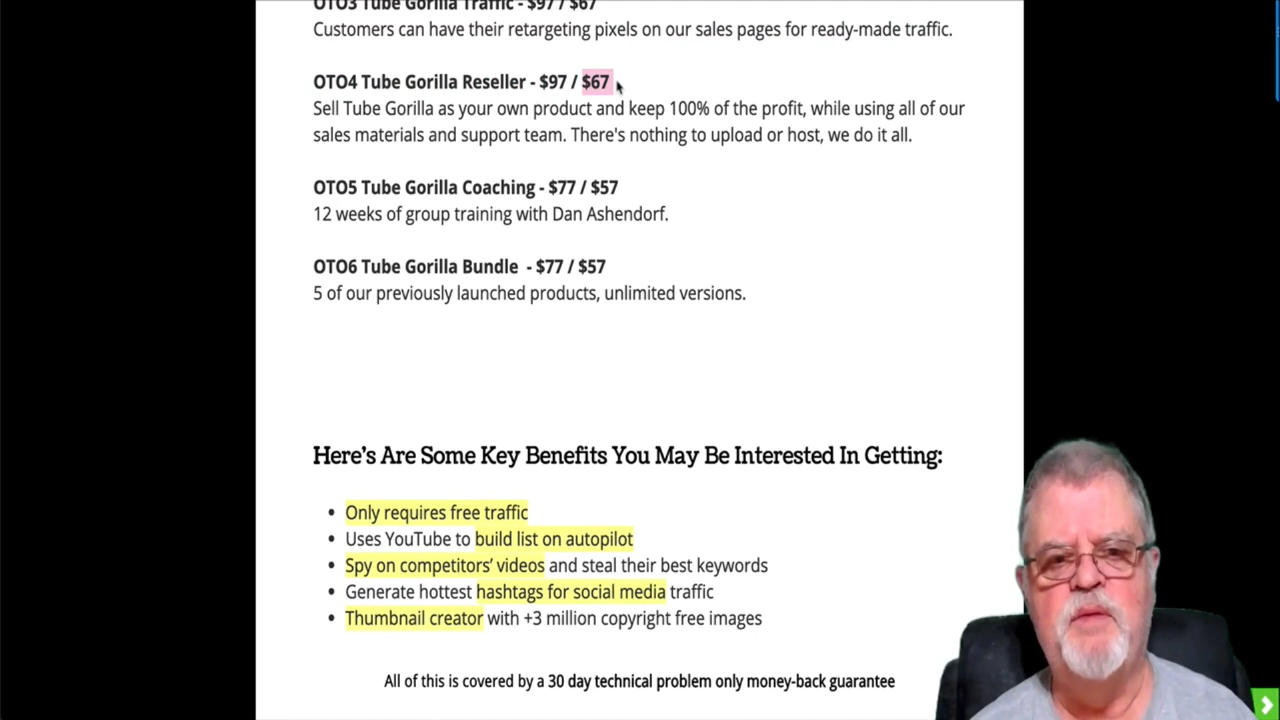 OTO3 Tube Gorilla Traffic - $97 / $67
Customers can have their retargeting pixels on our sales pages for ready-made traffic.
OTO4 Tube Gorilla Reseller - $97 / $67
Sell Tube Gorilla as your own product and keep 100% of the profit, while using all of our
sales materials and support team. There's nothing to upload or host, we do it all.
OTO5 Tube Gorilla Coaching - $77 / $57
12 weeks of group training with Dan Ashendorf.
OTO6 Tube Gorilla Bundle - $77 / $57
5 of our previously launched products, unlimited versions.
Here's Are Some Key Benefits You May Be Interested In Getting:
• Only requires free traffic
• Uses YouTube to build list on autopilot
• Spy on competitors' videos and steal their best keywords
• Generate hottest hashtags for social media traffic
• Thumbnail creator with +3 million copyright free images
All of this is covered by a 30 day technical problem only money-back guarantee